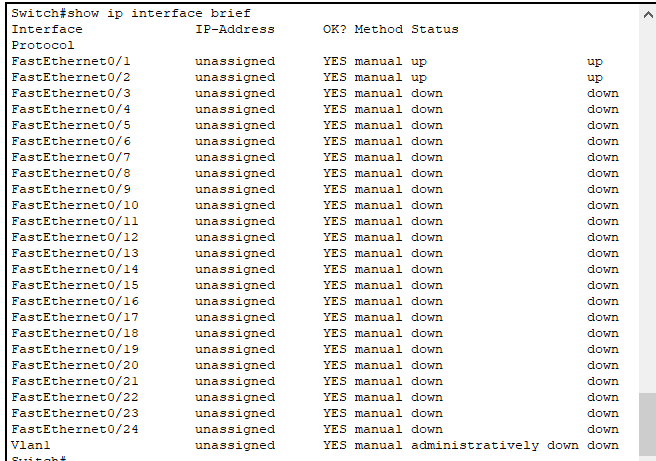 Switch#show ip interface brief
Interface IP-Address OK? Method Status
Protocol
FastEthernet0/1 unassigned YES manual up up
FastEthernet0/2 unassigned YES manual up up
FastEthernet0/3 unassigned YES manual down down
FastEthernet0/4 unassigned YES manual down down
FastEthernet0/5 unassigned YES manual down down
FastEthernet0/6 unassigned YES manual down down
FastEthernet0/7 unassigned YES manual down down
FastEthernet0/8 unassigned YES manual down down
FastEthernet0/9 unassigned YES manual down down
FastEthernet0/10 unassigned YES manual down down
FastEthernet0/11 unassigned YES manual down down
FastEthernet0/12 unassigned YES manual down down
FastEthernet0/13 unassigned YES manual down down
FastEthernet0/14 unassigned YES manual down down
FastEthernet0/15 unassigned YES manual down down
FastEthernet0/16 unassigned YES manual down down
FastEthernet0/17 unassigned YES manual down down
FastEthernet0/18 unassigned YES manual down down
FastEthernet0/19 unassigned YES manual down down
FastEthernet0/20 unassigned YES manual down down
FastEthernet0/21 unassigned YES manual down down
FastEthernet0/22 unassigned YES manual down down
FastEthernet0/23 unassigned YES manual down down
FastEthernet0/24 unassigned YES manual down down
Vlan1 unassigned YES manual administratively down down
Switch#